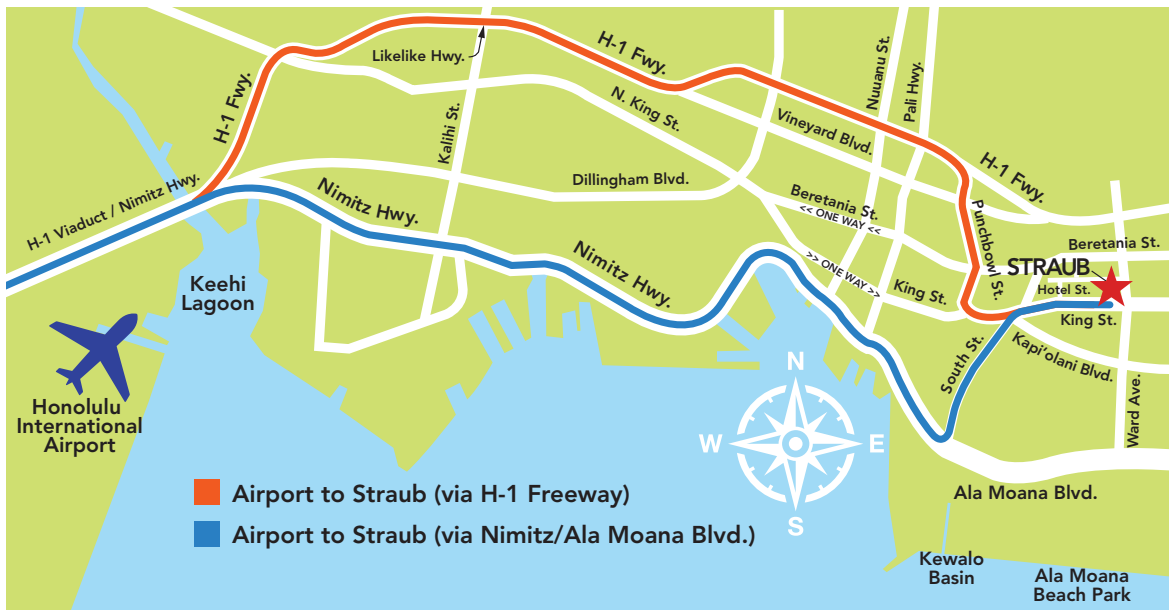 Likelike Hwy.
H-1 Fwy.
Nuuanu St.
Pali Hwy.
H-1 Fwy.
N. King St.
Vineyard Blvd.
Kalihi St.
H-1 Fwy.
Dillingham Blvd.
Beretania St.
<< ONE WAY <<
Punchbowl St.
H-1 Viaduct / Nimitz Hwy.
Nimitz Hwy.
Nimitz Hwy.
>> ONE WAY >>
King St.
Beretania St.
STRAUB
Hotel St.
King St.
Keehi
Lagoon
South St.
Kapi’olani Blvd.
Ward Ave.
Honolulu
International
Airport
N
W
E
S
Airport to Straub (via H-1 Freeway)
Airport to Straub (via Nimitz/Ala Moana Blvd.)
Ala Moana Blvd.
Kewalo
Basin
Ala Moana
Beach Park